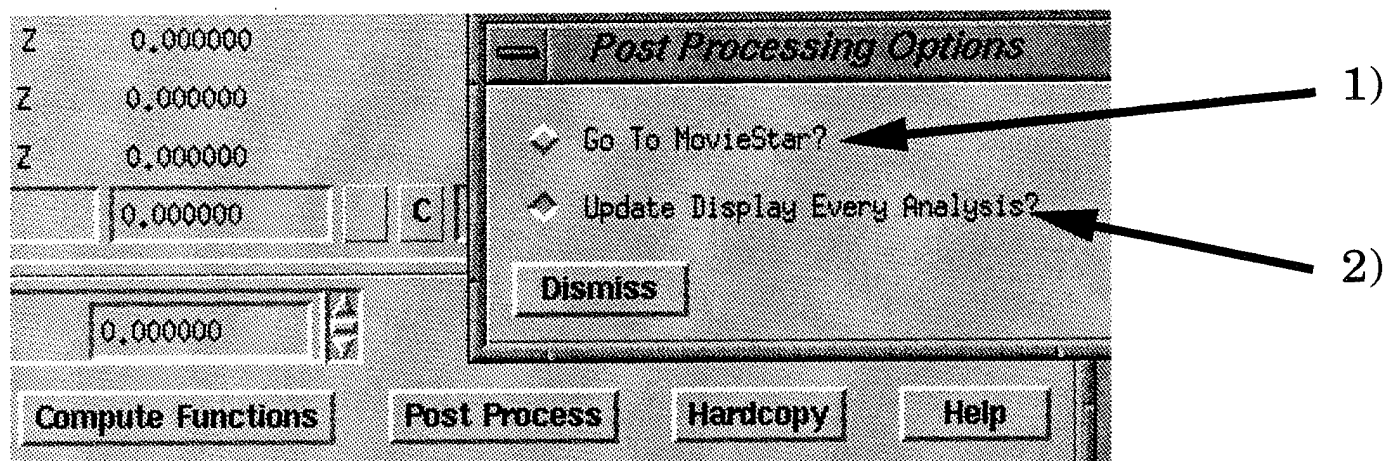 Z 0.000000
Z 0.000000
Z 0.000000
0.000000 C
0.000000
Compute Functions Post Process Hardcopy Help
Post Processing Options
Go To MovieStar?
Update Display Every Analysis?
Dismiss
1)
2)